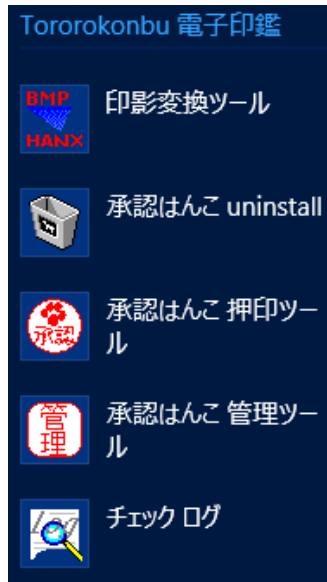 Tororokonbu 電子印鑑
BMP
HANX
印影変換ツール
承認はんこ uninstall
承認
承認はんこ 押印ツー
ル
管理
承認はんこ 管理ツー
ル
Log
チェック ログ